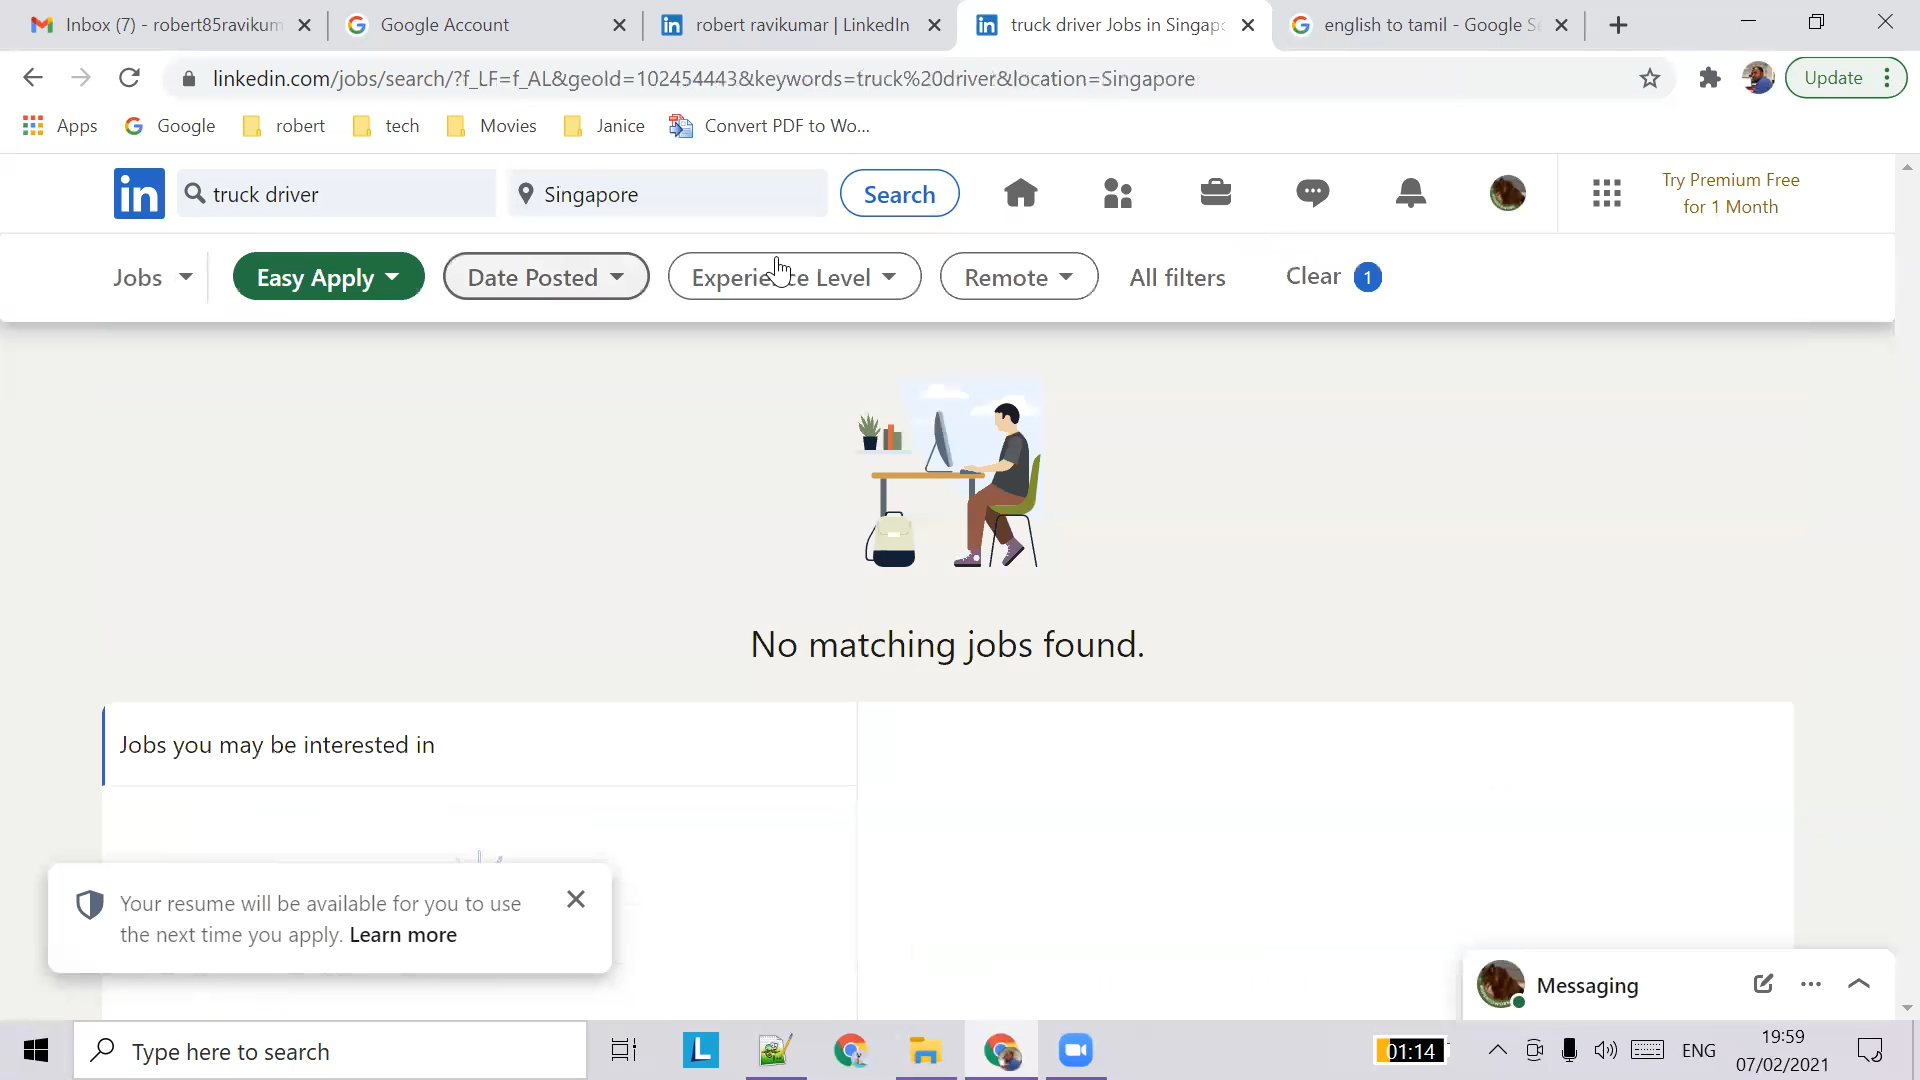 Inbox (7) - robert85ravikum
Google Account
robert ravikumar | LinkedIn
truck driver Jobs in Singap
english to tamil - Google S
linkedin.com/jobs/search/?f_LF=f_AL&geoId=102454443&keywords=truck%20driver&location=Singapore
Update
Apps
Google
robert
tech
Movies
Janice
Convert PDF to Wo...
in
truck driver
Singapore
Search
Try Premium Free
for 1 Month
Jobs
Easy Apply
Date Posted
Experience Level
Remote
All filters
Clear 1
No matching jobs found.
Jobs you may be interested in
Your resume will be available for you to use
the next time you apply. Learn more
Messaging
Type here to search
L
01:14
ENG
19:59
07/02/2021